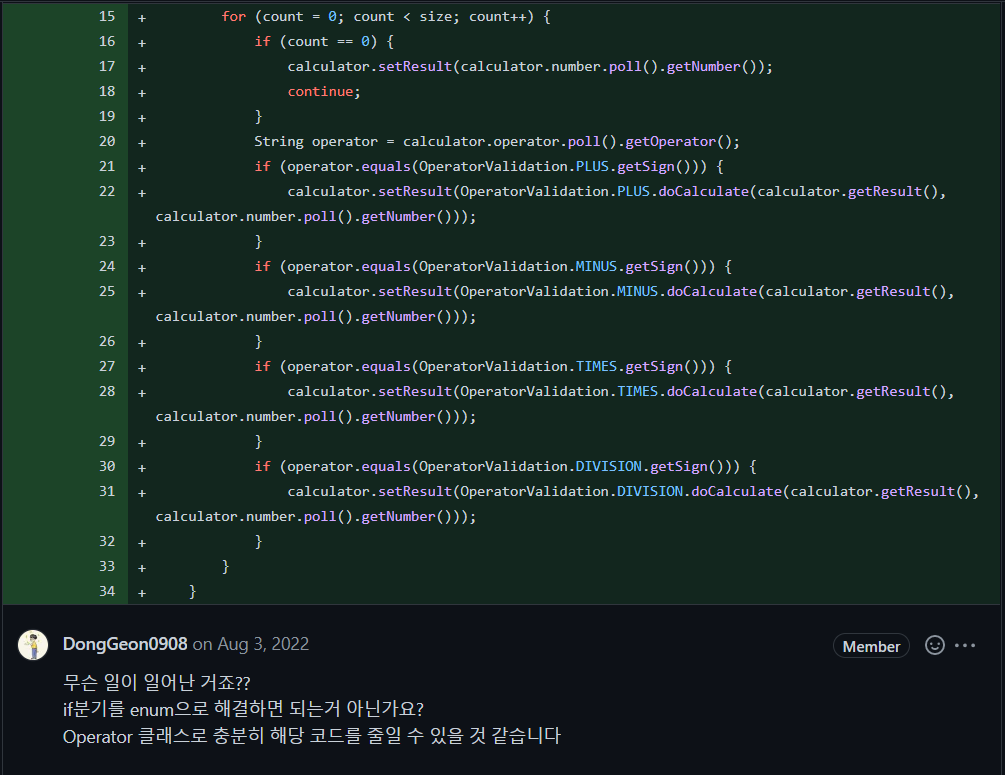 15 + for (count = 0; count < size; count++) {
16 + if (count == 0) {
17 + calculator.setResult(calculator.number.poll().getNumber());
18 + continue;
19 + }
20 + String operator = calculator.operator.poll().getOperator();
21 + if (operator.equals(OperatorValidation.PLUS.getSign())) {
22 + calculator.setResult(OperatorValidation.PLUS.doCalculate(calculator.getResult(),
calculator.number.poll().getNumber()));
23 + }
24 + if (operator.equals(OperatorValidation.MINUS.getSign())) {
25 + calculator.setResult(OperatorValidation.MINUS.doCalculate(calculator.getResult(),
calculator.number.poll().getNumber()));
26 + }
27 + if (operator.equals(OperatorValidation.TIMES.getSign())) {
28 + calculator.setResult(OperatorValidation.TIMES.doCalculate(calculator.getResult(),
calculator.number.poll().getNumber()));
29 + }
30 + if (operator.equals(OperatorValidation.DIVISION.getSign())) {
31 + calculator.setResult(OperatorValidation.DIVISION.doCalculate(calculator.getResult(),
calculator.number.poll().getNumber()));
32 + }
33 + }
34 + }
DongGeon0908 on Aug 3, 2022 Member
무슨 일이 일어난 거죠??
if분기를 enum으로 해결하면 되는거 아닌가요?
Operator 클래스로 충분히 해당 코드를 줄일 수 있을 것 같습니다